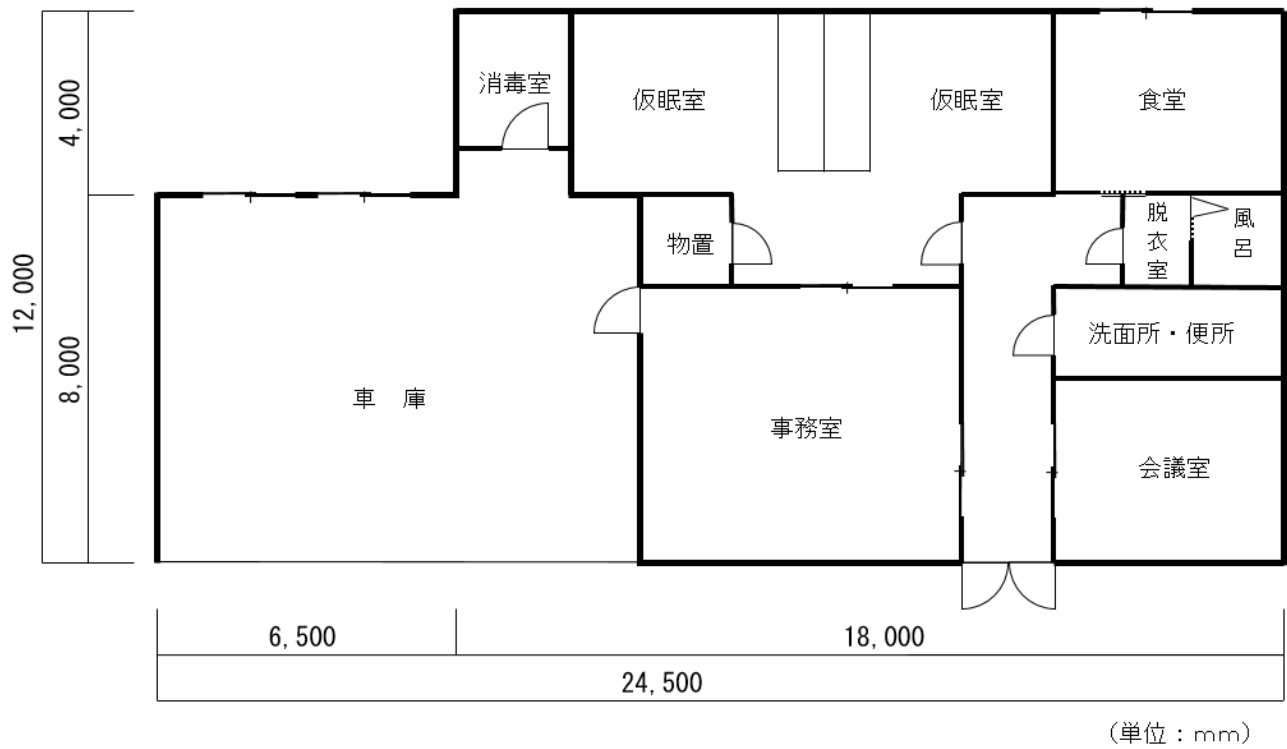 消毒室
仮眠室
仮眠室
食堂
4,000
物置
脱衣室
風呂
12,000
8,000
洗面所・便所
車　庫
事務室
会議室
6,500
18,000
24,500
（単位：ｍｍ）